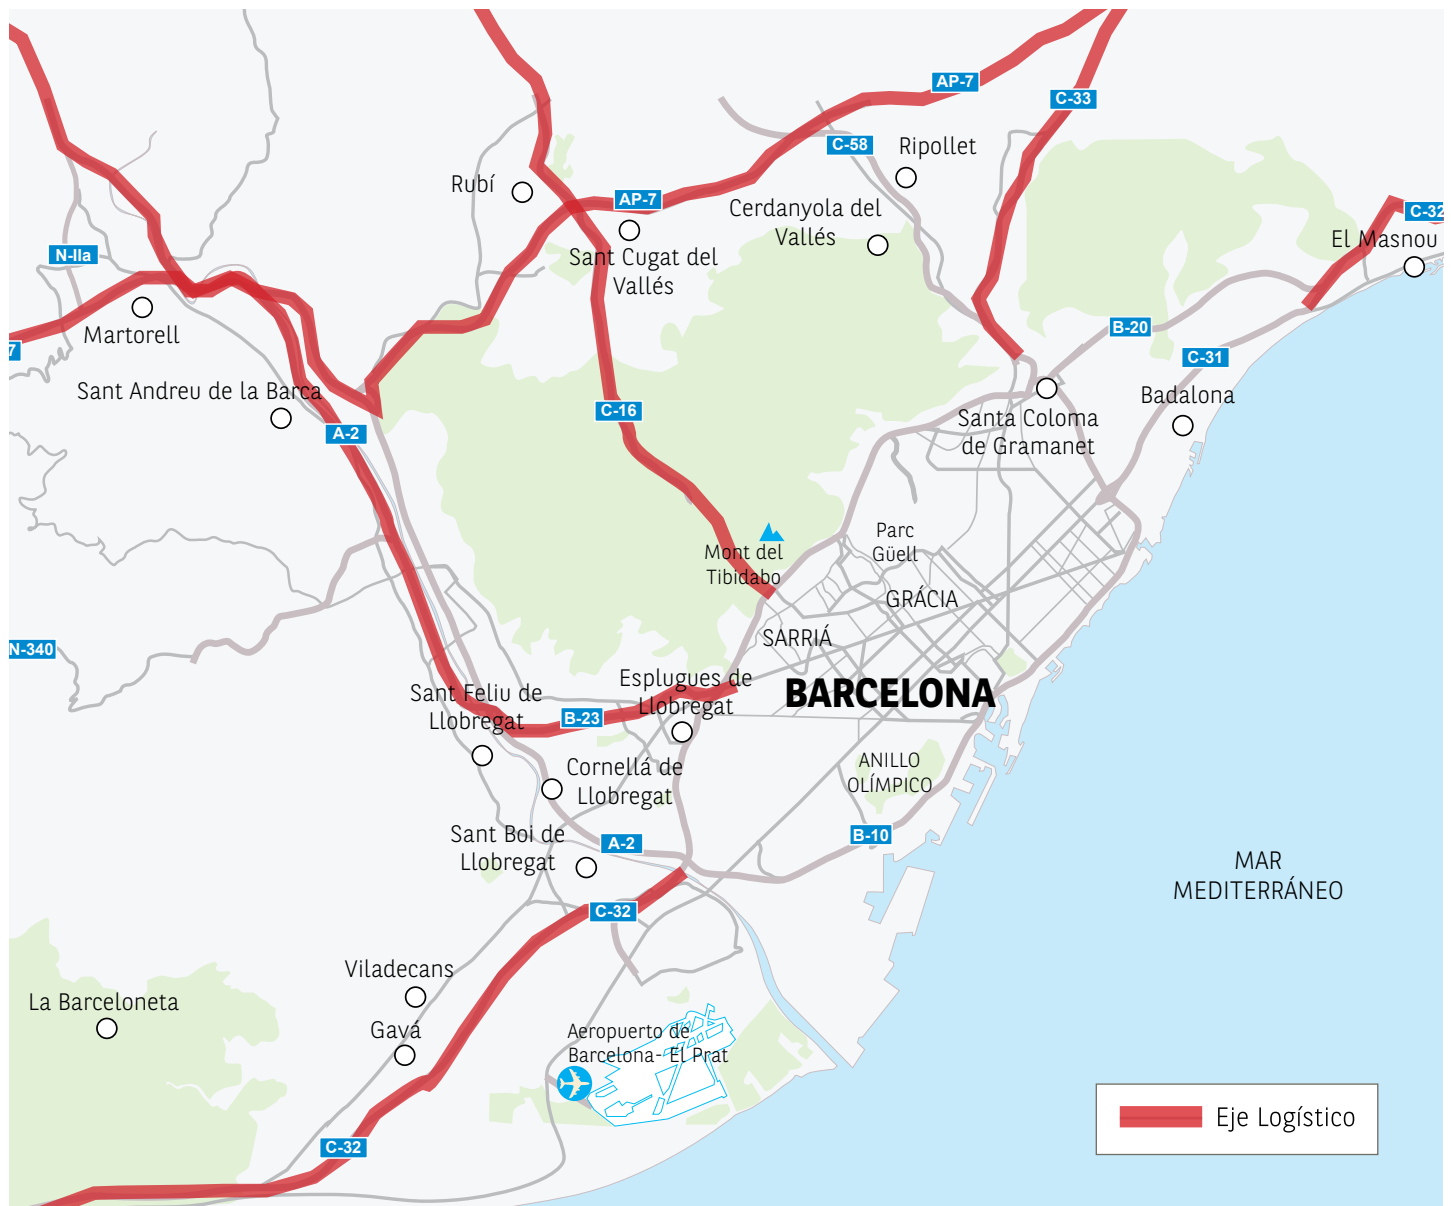 AP-7
C-33
C-58
Ripollet
Rubí
AP-7
Cerdanyola del
Vallés
C-32
El Masnou
N-IIa
Sant Cugat del
Vallés
Martorell
B-20
7
C-31
Sant Andreu de la Barca
Badalona
C-16
Santa Coloma
de Gramanet
A-2
Parc
Güell
Mont del
Tibidabo
GRÁCIA
SARRIÁ
N-340
Esplugues de
Llobregat
Sant Feliu de
Llobregat
BARCELONA
B-23
ANILLO
OLÍMPICO
Cornellá de
Llobregat
Sant Boi de
Llobregat
A-2
B-10
MAR
MEDITERRÁNEO
C-32
Viladecans
La Barceloneta
Gavá
Aeropuerto de
Barcelona- El Prat
Eje Logístico
C-32